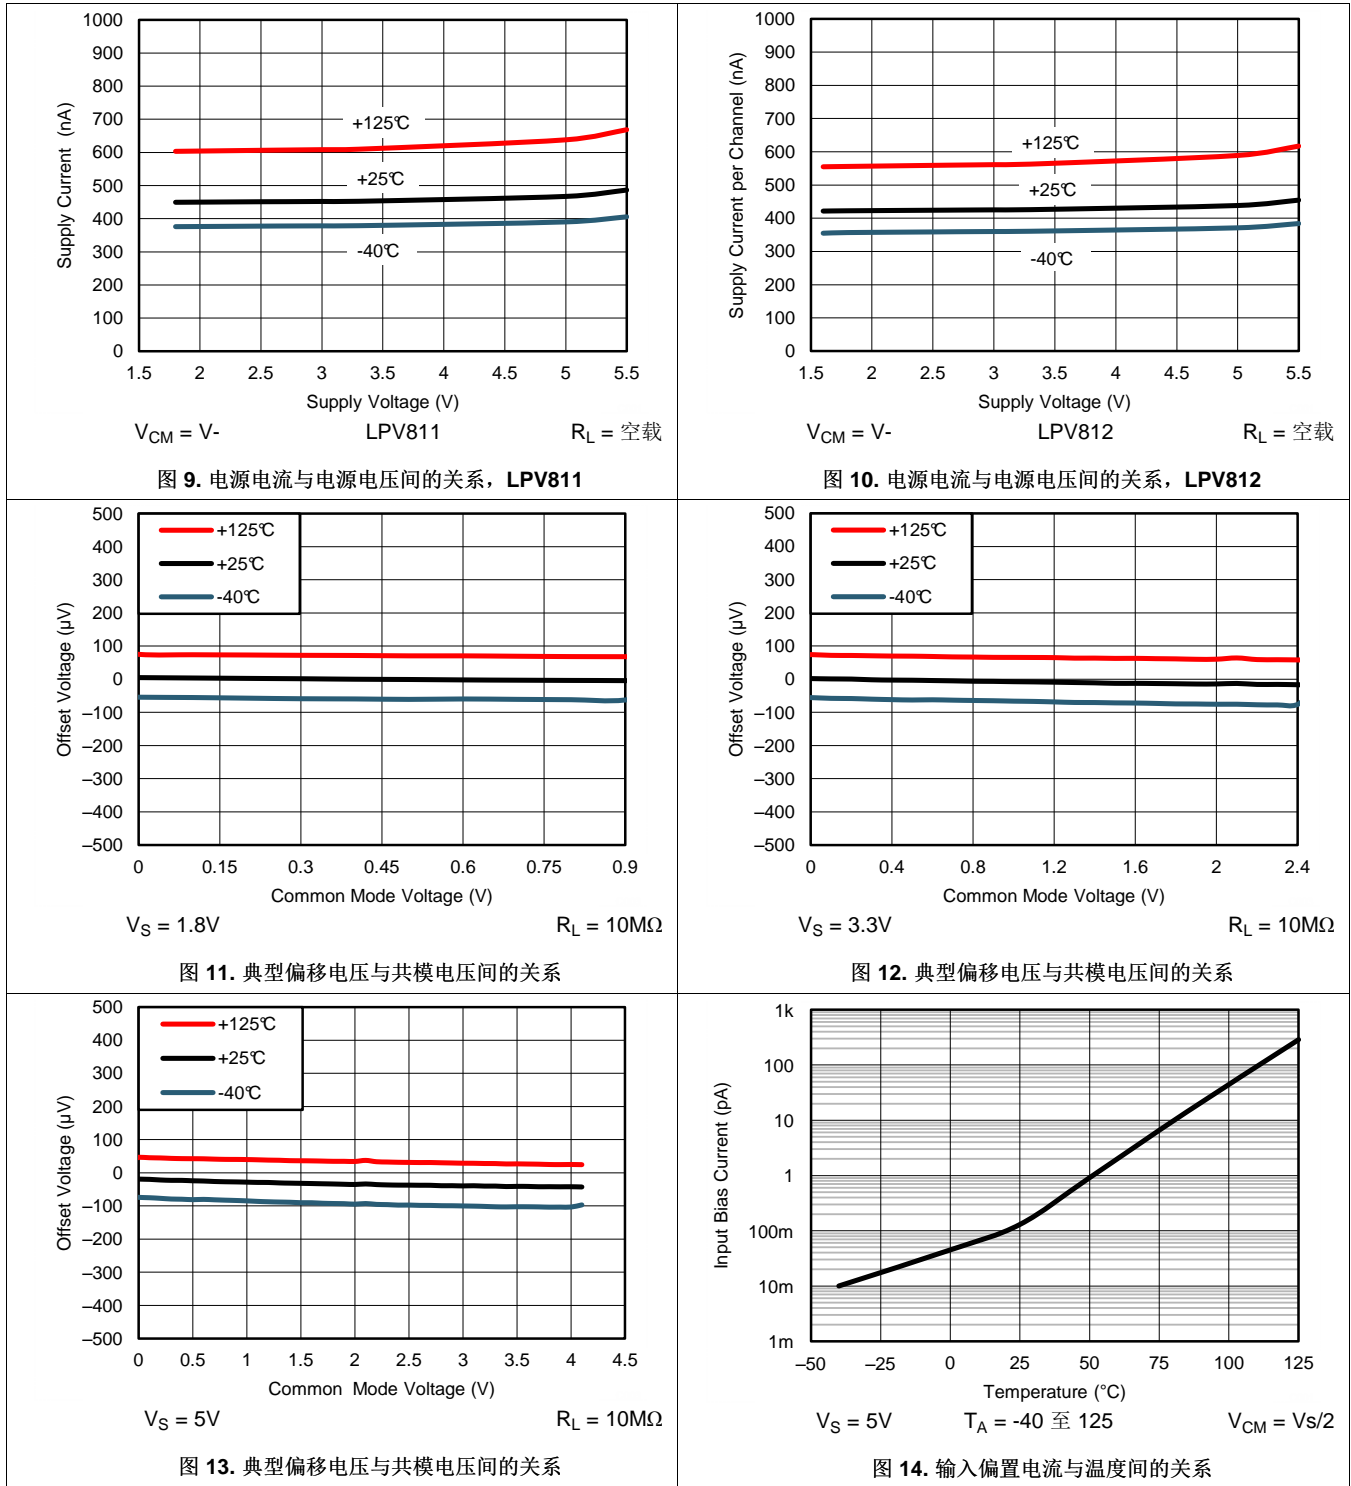 1000
900
800
700
600
500
400
300
200
100
0
Supply Current (nA)
+125℃
+25℃
-40℃
1.5 2 2.5 3 3.5 4 4.5 5 5.5
Supply Voltage (V)
VCM = V- LPV811 RL = 空载
图 9. 电源电流与电源电压间的关系，LPV811
1000
900
800
700
600
500
400
300
200
100
0
Supply Current per Channel (nA)
+125℃
+25℃
-40℃
1.5 2 2.5 3 3.5 4 4.5 5 5.5
Supply Voltage (V)
VCM = V- LPV812 RL = 空载
图 10. 电源电流与电源电压间的关系，LPV812
500
400
300
200
100
0
–100
–200
–300
–400
–500
Offset Voltage (µV)
+125℃
+25℃
-40℃
0 0.15 0.3 0.45 0.6 0.75 0.9
Common Mode Voltage (V)
VS = 1.8V RL = 10MΩ
图 11. 典型偏移电压与共模电压间的关系
500
400
300
200
100
0
–100
–200
–300
–400
–500
Offset Voltage (µV)
+125℃
+25℃
-40℃
0 0.4 0.8 1.2 1.6 2 2.4
Common Mode Voltage (V)
VS = 3.3V RL = 10MΩ
图 12. 典型偏移电压与共模电压间的关系
500
400
300
200
100
0
–100
–200
–300
–400
–500
Offset Voltage (µV)
+125℃
+25℃
-40℃
0 0.5 1 1.5 2 2.5 3 3.5 4 4.5
Common Mode Voltage (V)
VS = 5V RL = 10MΩ
图 13. 典型偏移电压与共模电压间的关系
1k
100
10
1
100m
10m
1m
Input Bias Current (pA)
–50 –25 0 25 50 75 100 125
Temperature (°C)
VS = 5V TA = -40 至 125 VCM = Vs/2
图 14. 输入偏置电流与温度间的关系